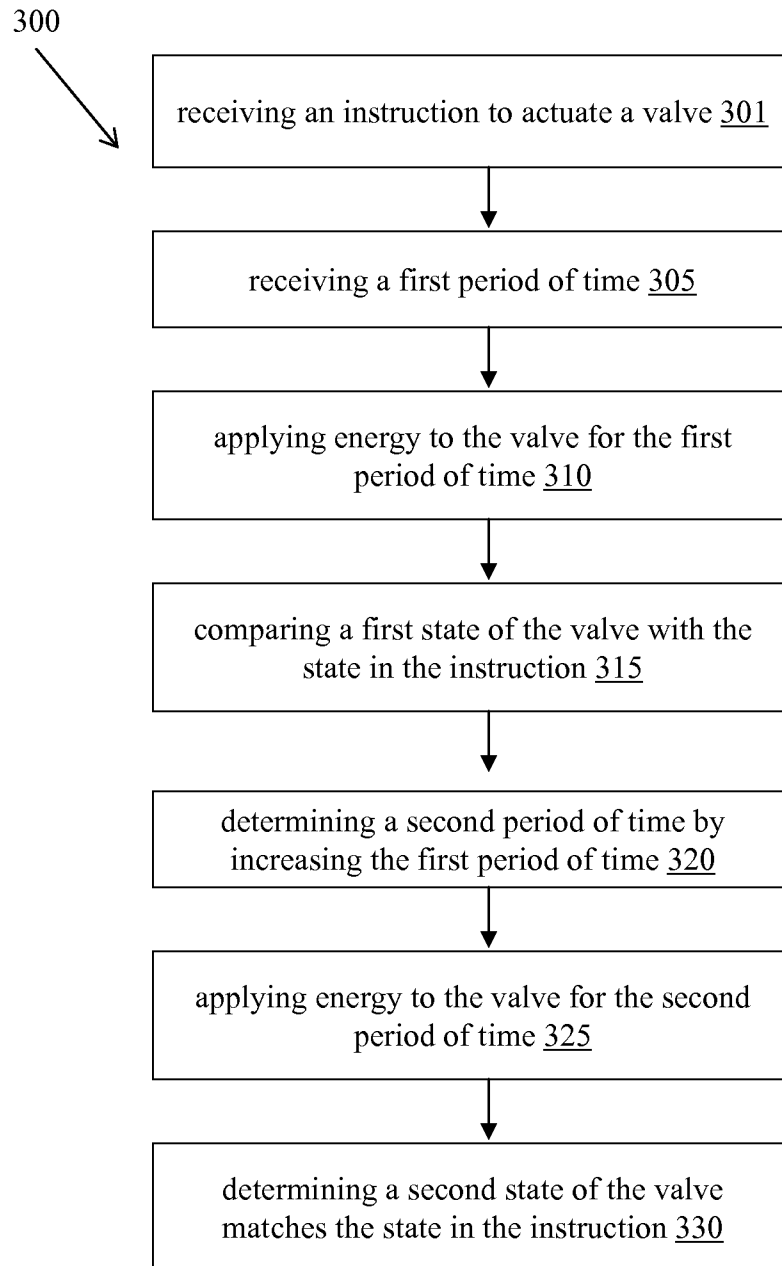 300
receiving an instruction to actuate a valve 301
receiving a first period of time 305
applying energy to the valve for the first
period of time 310
comparing a first state of the valve with the
state in the instruction 315
determining a second period of time by
increasing the first period of time 320
applying energy to the valve for the second
period of time 325
determining a second state of the valve
matches the state in the instruction 330